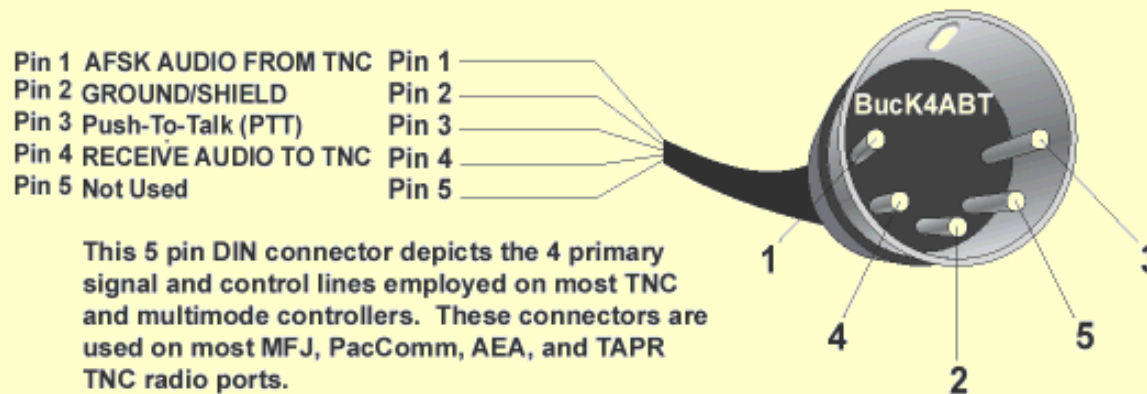 Pin 1 AFSK AUDIO FROM TNC Pin 1
Pin 2 GROUND/SHIELD Pin 2
Pin 3 Push-To-Talk (PTT) Pin 3
Pin 4 RECEIVE AUDIO TO TNC Pin 4
Pin 5 Not Used Pin 5
BucK4ABT
This 5 pin DIN connector depicts the 4 primary
signal and control lines employed on most TNC
and multimode controllers. These connectors are
used on most MFJ, PacComm, AEA, and TAPR
TNC radio ports.
1
3
4
5
2